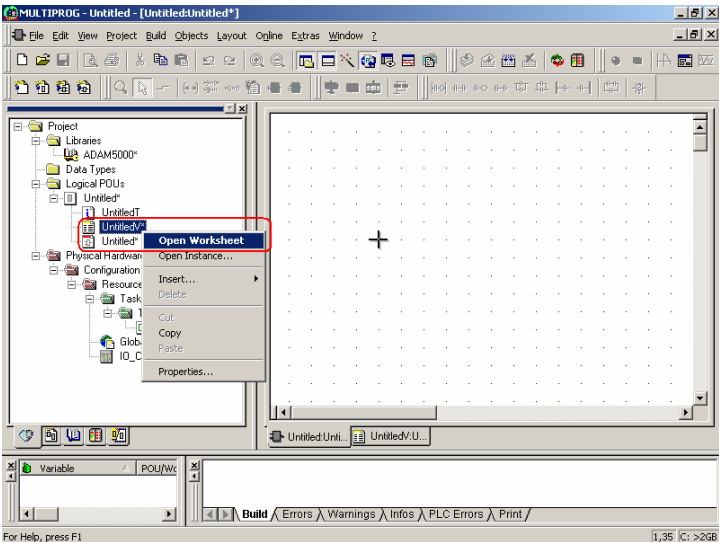 MULTIPROG - Untitled - [Untitled:Untitled*]
File Edit View Project Build Objects Layout Online Extras Window ?
Project
Libraries
ADAM5000*
Data Types
Logical POUs
Untitled*
UntitledT
UntitledV*
Untitled*
Open Worksheet
Physical Hardwar
Open Instance...
Configuration
Insert...
Resource
Delete
Task
Cut
Copy
Glob
Paste
IO_C
Properties...
Untitled:Unti... UntitledV:U...
Variable POU/Wo
Build Errors Warnings Infos PLC Errors Print
For Help, press F1 1,35 C: >2GB